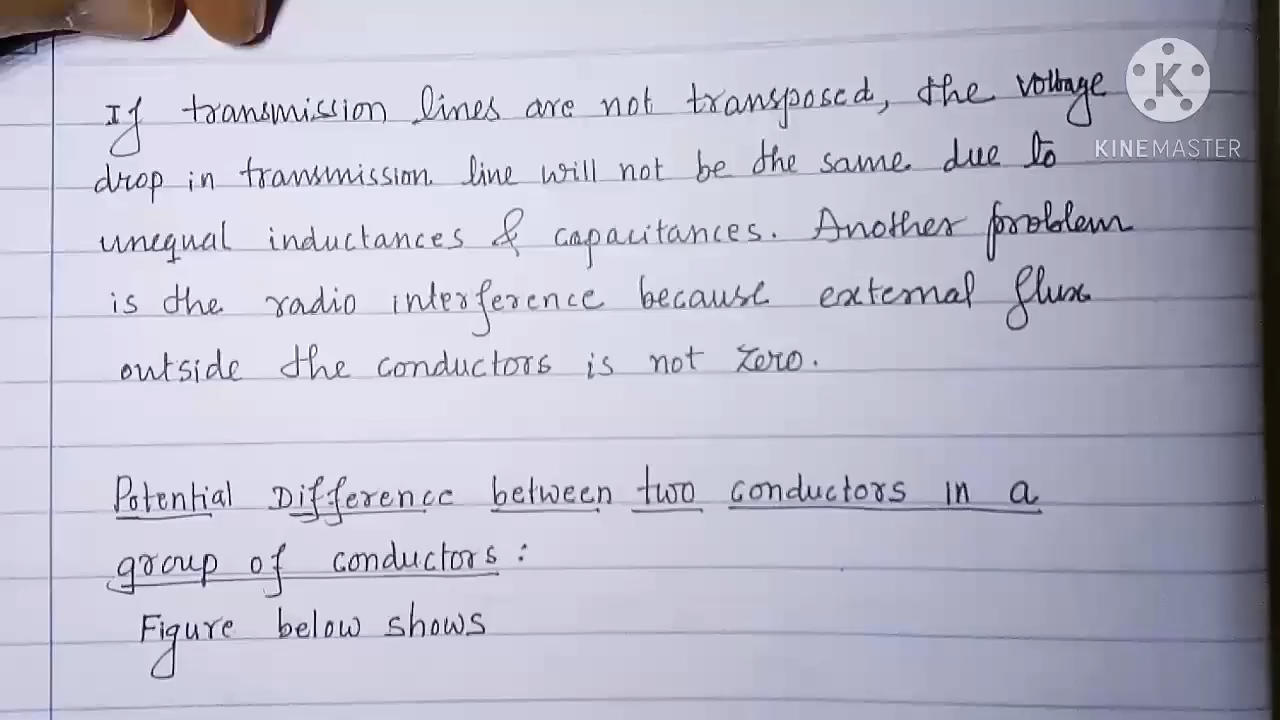 If transmission lines are not transposed, the voltage
drop in transmission line will not be the same due to
unequal inductances & capacitances. Another problem
is the radio interference because external flux
outside the conductors is not zero.
Potential Difference between two conductors in a
group of conductors:
Figure below shows
K
KINEMASTER